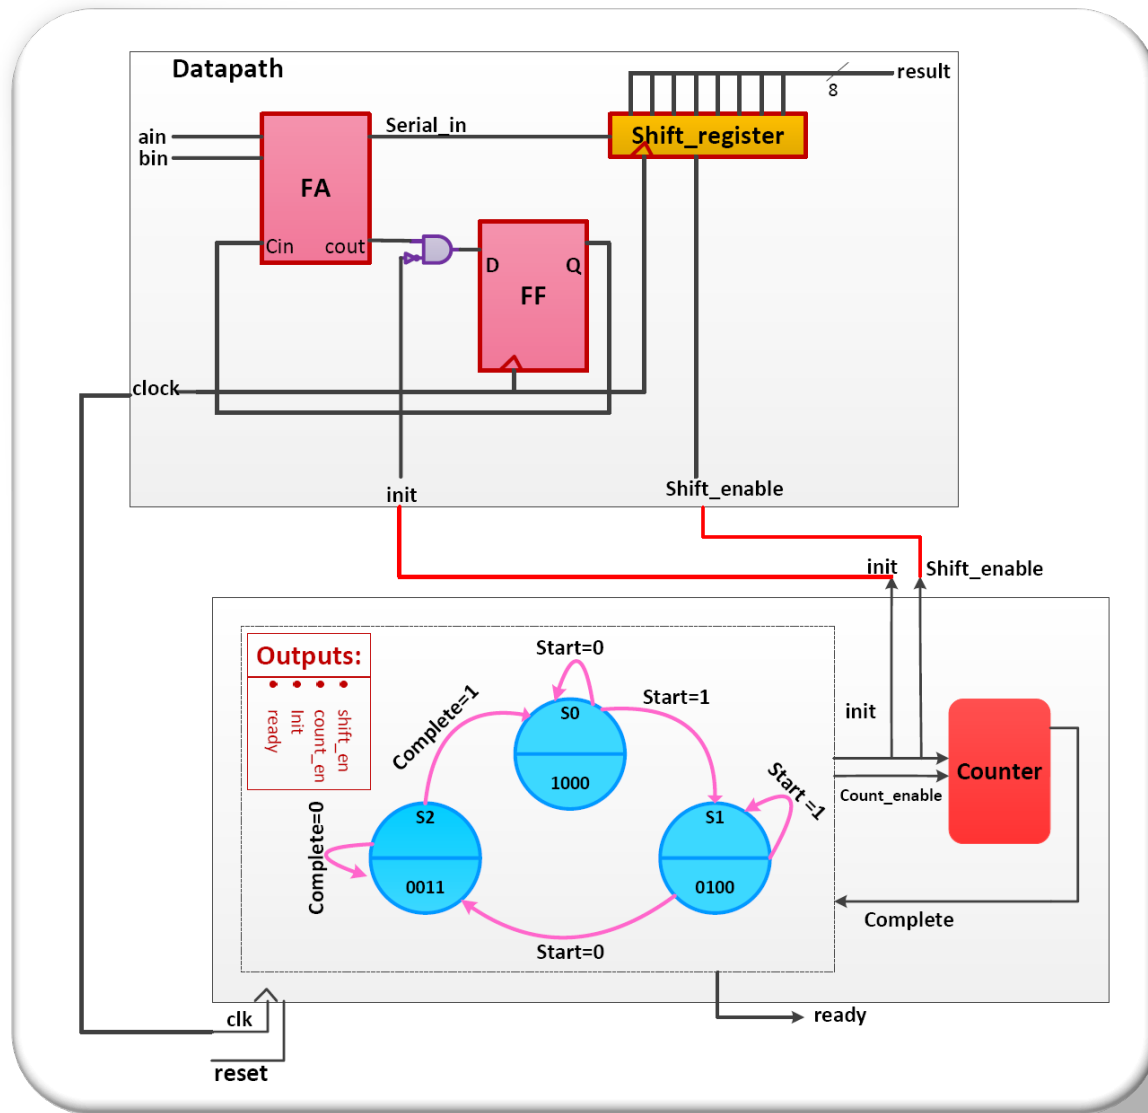 Datapath
result
8
ain
bin
Serial_in
Shift_register
FA
Cin
cout
D
Q
FF
clock
init
Shift_enable
init
Shift_enable
Outputs:
ready
Init
count_en
shift_en
Start=0
S0
1000
Start=1
Complete=1
Start =1
S2
0011
S1
0100
Complete=0
Start=0
init
Count_enable
Counter
Complete
ready
clk
reset